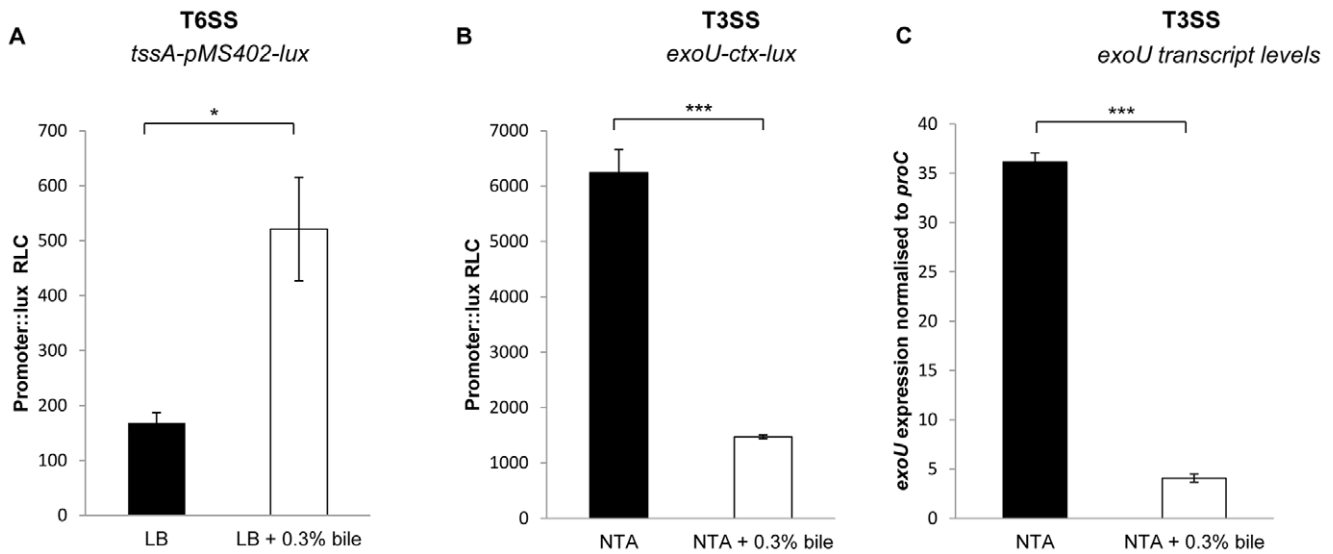 A
T6SS
tssA-pMS402-lux
*
Promoter::lux RLC
700
600
500
400
300
200
100
0
LB
LB + 0.3% bile
B
T3SS
exoU-ctx-lux
***
Promoter::lux RLC
7000
6000
5000
4000
3000
2000
1000
0
NTA
NTA + 0.3% bile
C
T3SS
exoU transcript levels
***
exoU expression normalised to proC
40
35
30
25
20
15
10
5
0
NTA
NTA + 0.3% bile